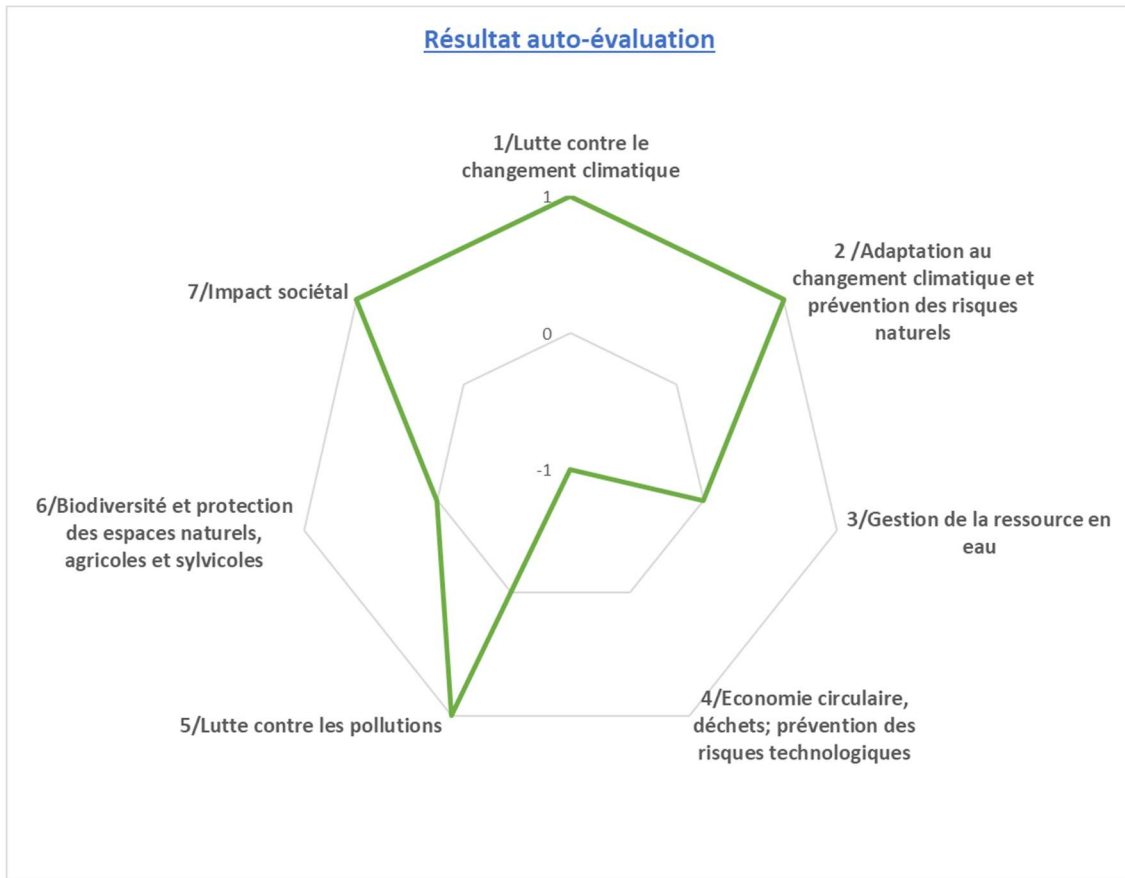 Résultat auto-évaluation
1/Lutte contre le
changement climatique
1
2 /Adaptation au
changement climatique et
prévention des risques
naturels
7/Impact sociétal
0
-1
6/Biodiversité et protection
des espaces naturels,
agricoles et sylvicoles
3/Gestion de la ressource en
eau
4/Economie circulaire,
déchets; prévention des
risques technologiques
5/Lutte contre les pollutions